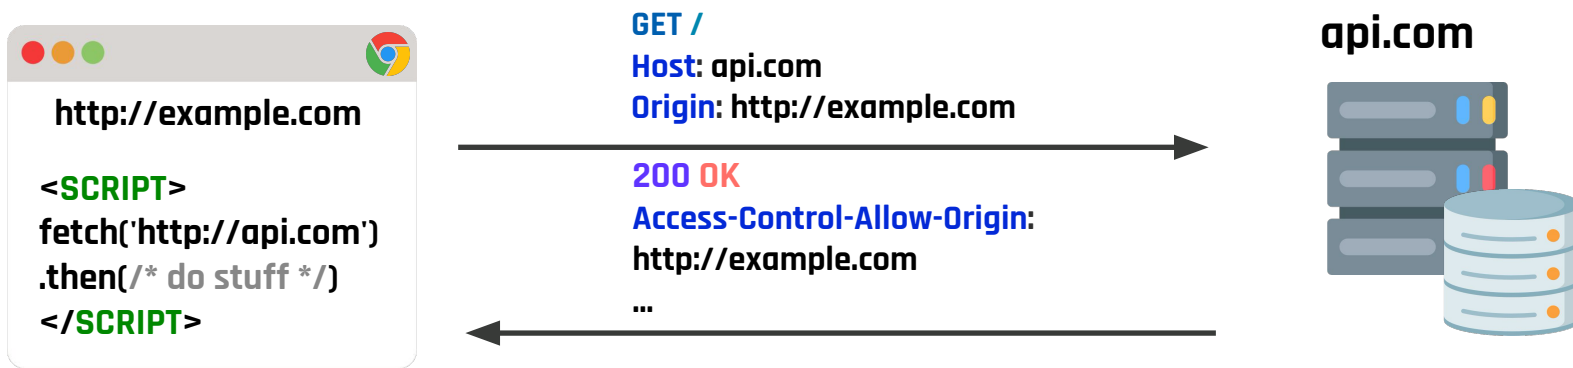 http://example.com
<SCRIPT>
fetch('http://api.com')
.then(/* do stuff */)
</SCRIPT>
GET /
Host: api.com
Origin: http://example.com
200 OK
Access-Control-Allow-Origin:
http://example.com
...
api.com